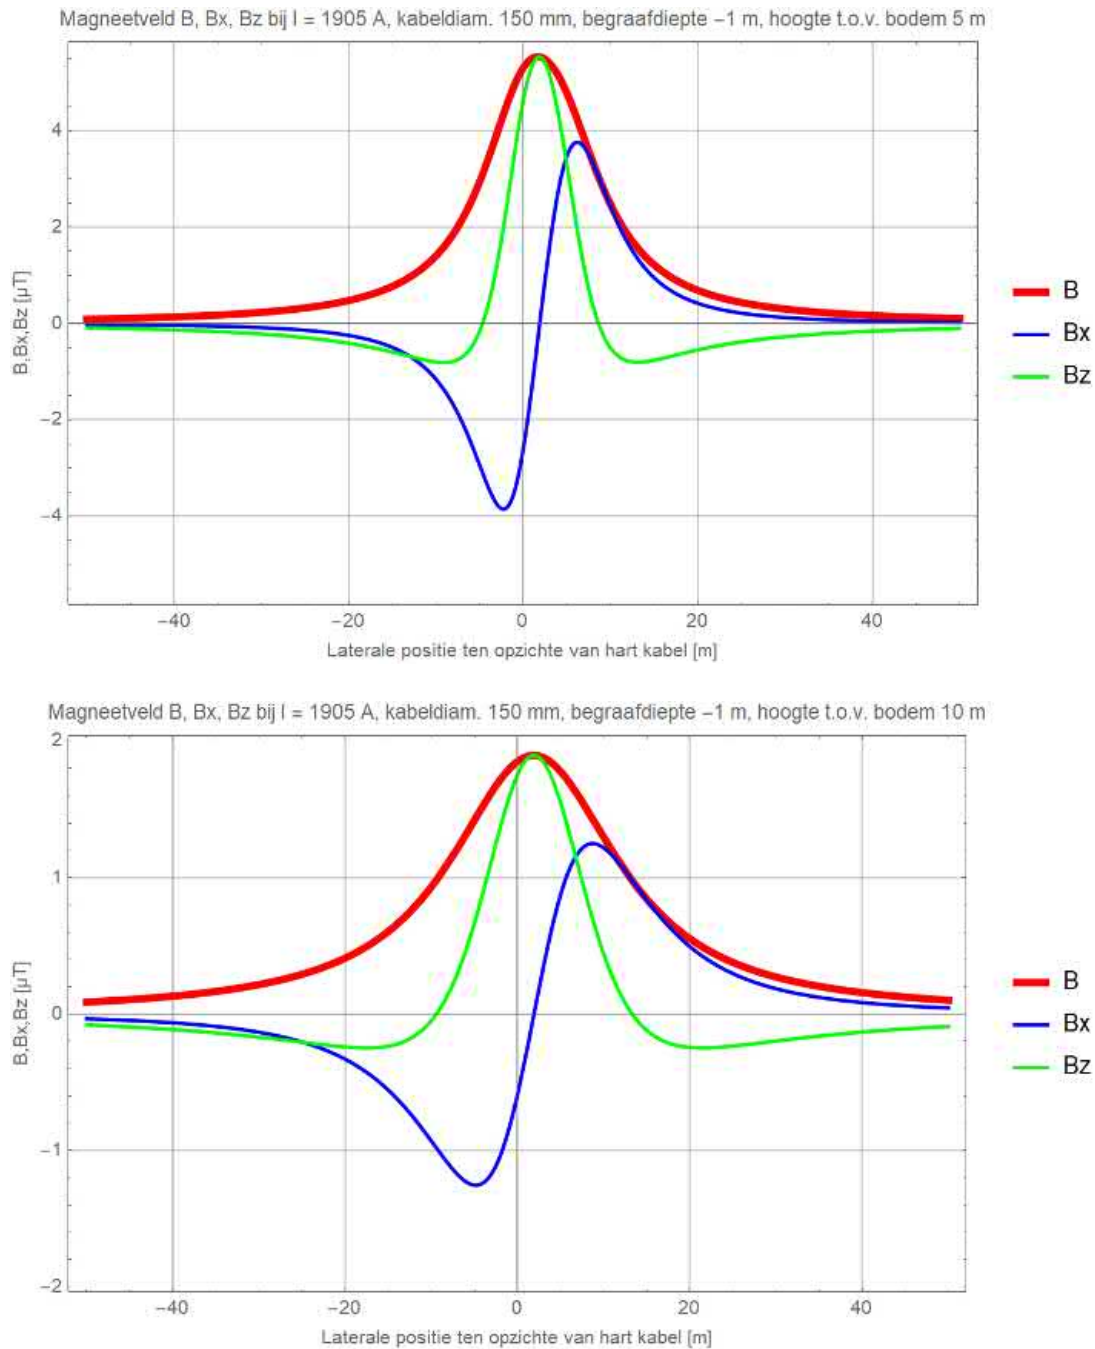 Magneetveld B, Bx, Bz bij I = 1905 A, kabeldiam. 150 mm, begraafdiepte −1 m, hoogte t.o.v. bodem 5 m
4
2
0
−2
−4
B,Bx,Bz [µT]
−40 −20 0 20 40
Laterale positie ten opzichte van hart kabel [m]
B
Bx
Bz
Magneetveld B, Bx, Bz bij I = 1905 A, kabeldiam. 150 mm, begraafdiepte −1 m, hoogte t.o.v. bodem 10 m
2
1
0
−1
−2
B,Bx,Bz [µT]
−40 −20 0 20 40
Laterale positie ten opzichte van hart kabel [m]
B
Bx
Bz